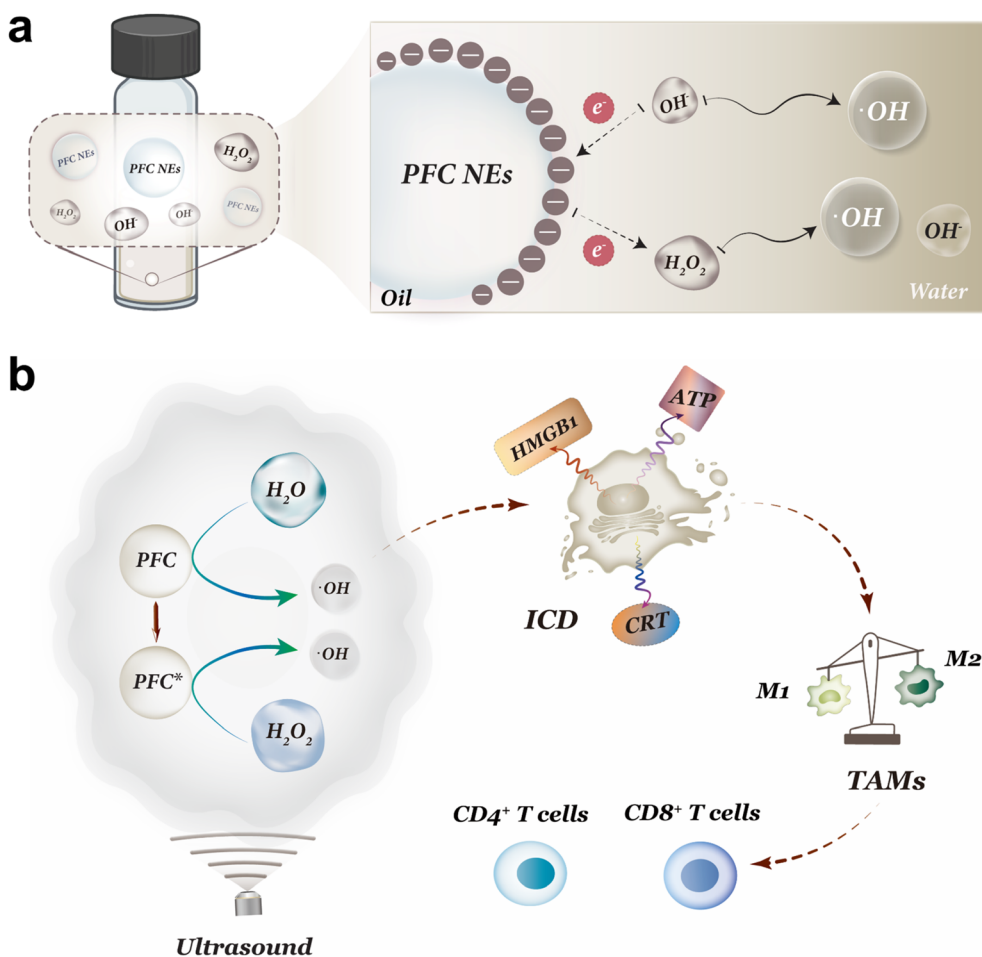 a
PFC NEs
PFC NEs
H₂O₂
H₂O₂
OH⁻
OH⁻
PFC NEs
PFC NEs
Oil
e⁻
OH⁻
·OH
e⁻
H₂O₂
·OH
OH⁻
Water
b
H₂O
PFC
·OH
·OH
PFC*
H₂O₂
Ultrasound
HMGB1
ATP
ICD
CRT
M1
M2
TAMs
CD4⁺ T cells
CD8⁺ T cells